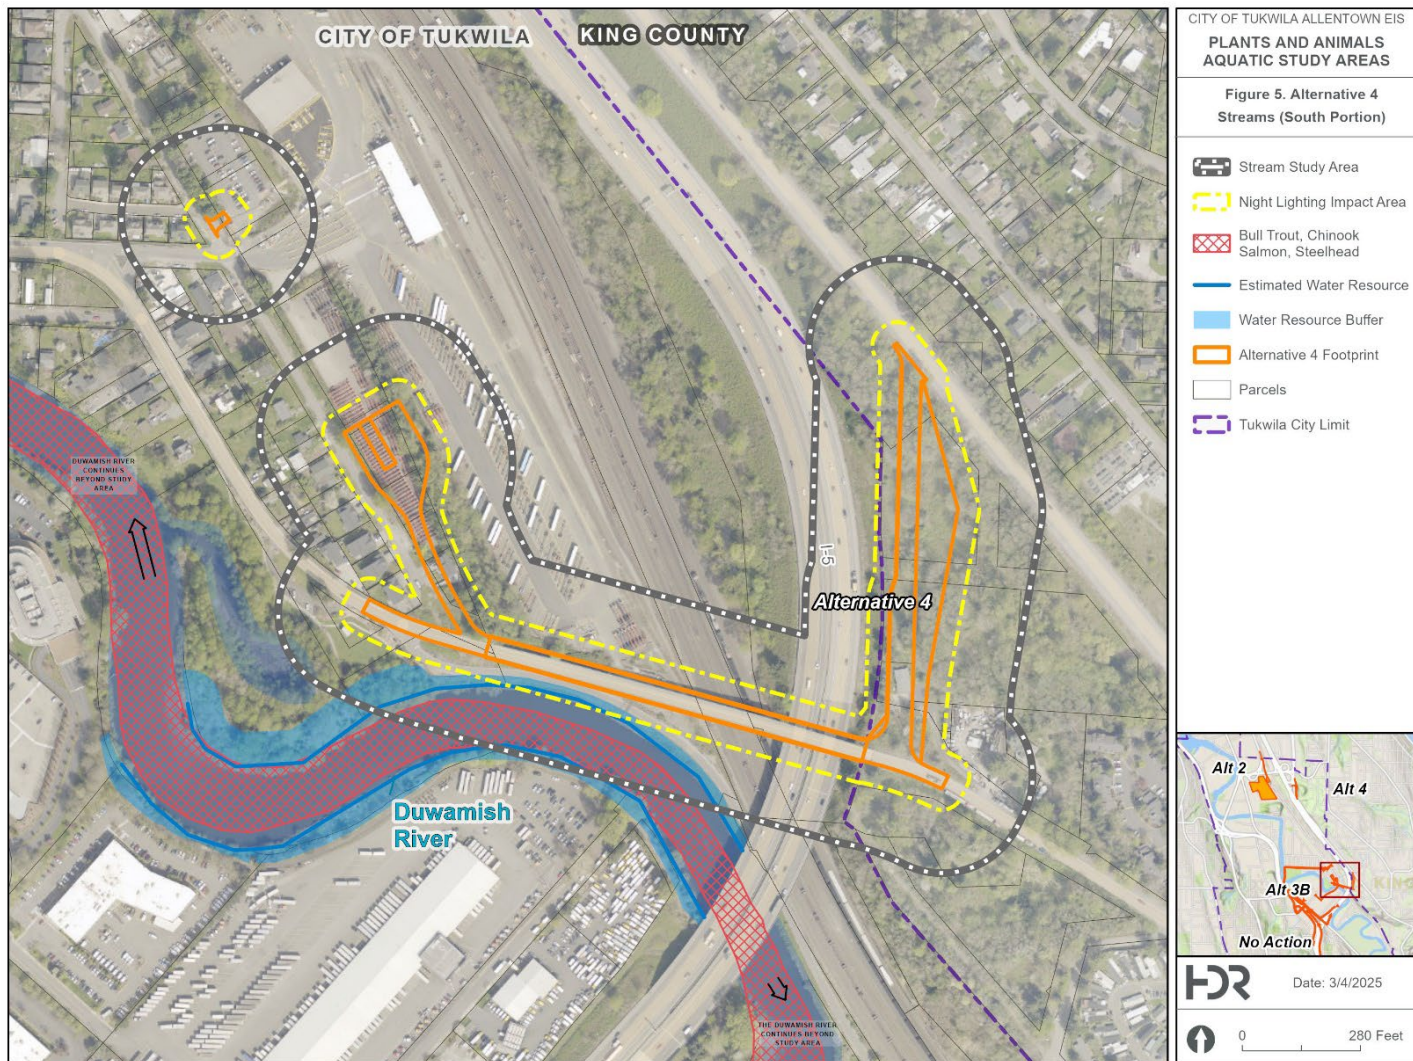 CITY OF TUKWILA
KING COUNTY
DUWAMISH RIVER
CONTINUES
BEYOND STUDY
AREA
I-5
Alternative 4
Duwamish
River
THE DUWAMISH RIVER
CONTINUES BEYOND
STUDY AREA
CITY OF TUKWILA ALLENTOWN EIS
PLANTS AND ANIMALS
AQUATIC STUDY AREAS
Figure 5. Alternative 4
Streams (South Portion)
Stream Study Area
Night Lighting Impact Area
Bull Trout, Chinook
Salmon, Steelhead
Estimated Water Resource
Water Resource Buffer
Alternative 4 Footprint
Parcels
Tukwila City Limit
Alt 2
Alt 4
Alt 3B
KING
No Action
HDR
Date: 3/4/2025
0 280 Feet